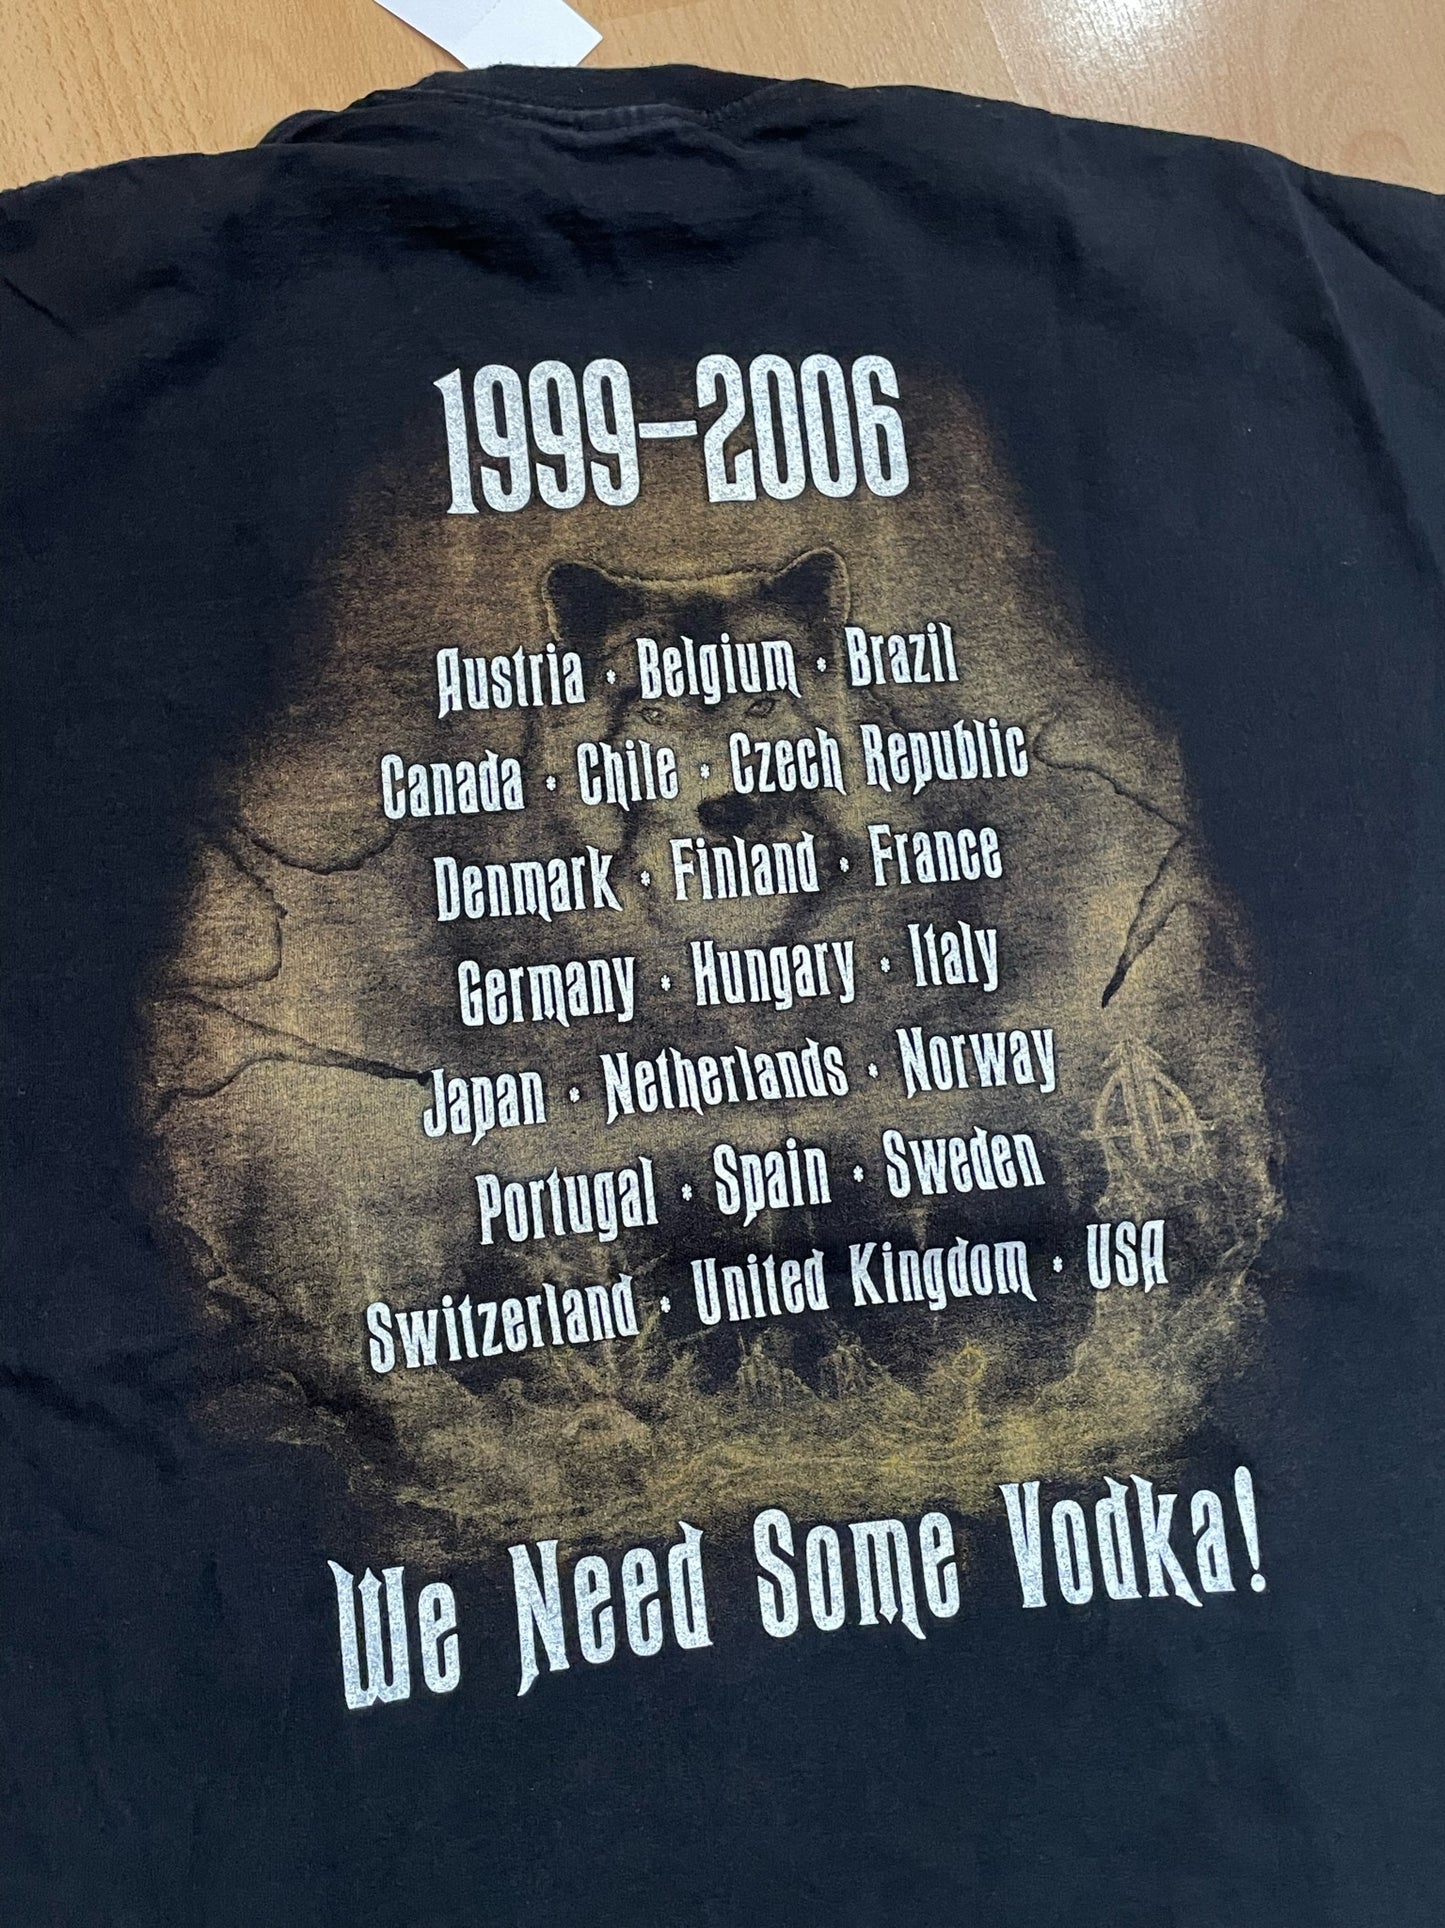 1999-2006
Austria • Belgium • Brazil
Canada • Chile • Czech Republic
Denmark • Finland • France
Germany • Hungary • Italy
Japan • Netherlands • Norway
Portugal • Spain • Sweden
Switzerland • United Kingdom • USA
We Need Some Vodka!